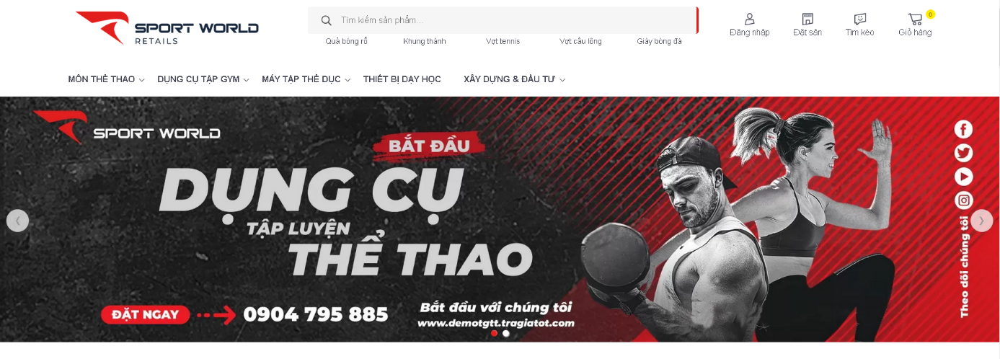 SPORT WORLD
RETAILS
Tìm kiếm sản phẩm...
Quả bóng rổ
Khung thành
Vợt tennis
Vợt cầu lông
Giày bóng đá
Đăng nhập
Đặt sân
Tìm kèo
0
Giỏ hàng
MÔN THỂ THAO
DỤNG CỤ TẬP GYM
MÁY TẬP THỂ DỤC
THIẾT BỊ DẠY HỌC
XÂY DỰNG & ĐẦU TƯ
SPORT WORLD
BẮT ĐẦU
DỤNG CỤ
TẬP LUYỆN
THỂ THAO
ĐẶT NGAY
0904 795 885
Bắt đầu với chúng tôi
www.demotgtt.tragiatot.com
Theo dõi chúng tôi